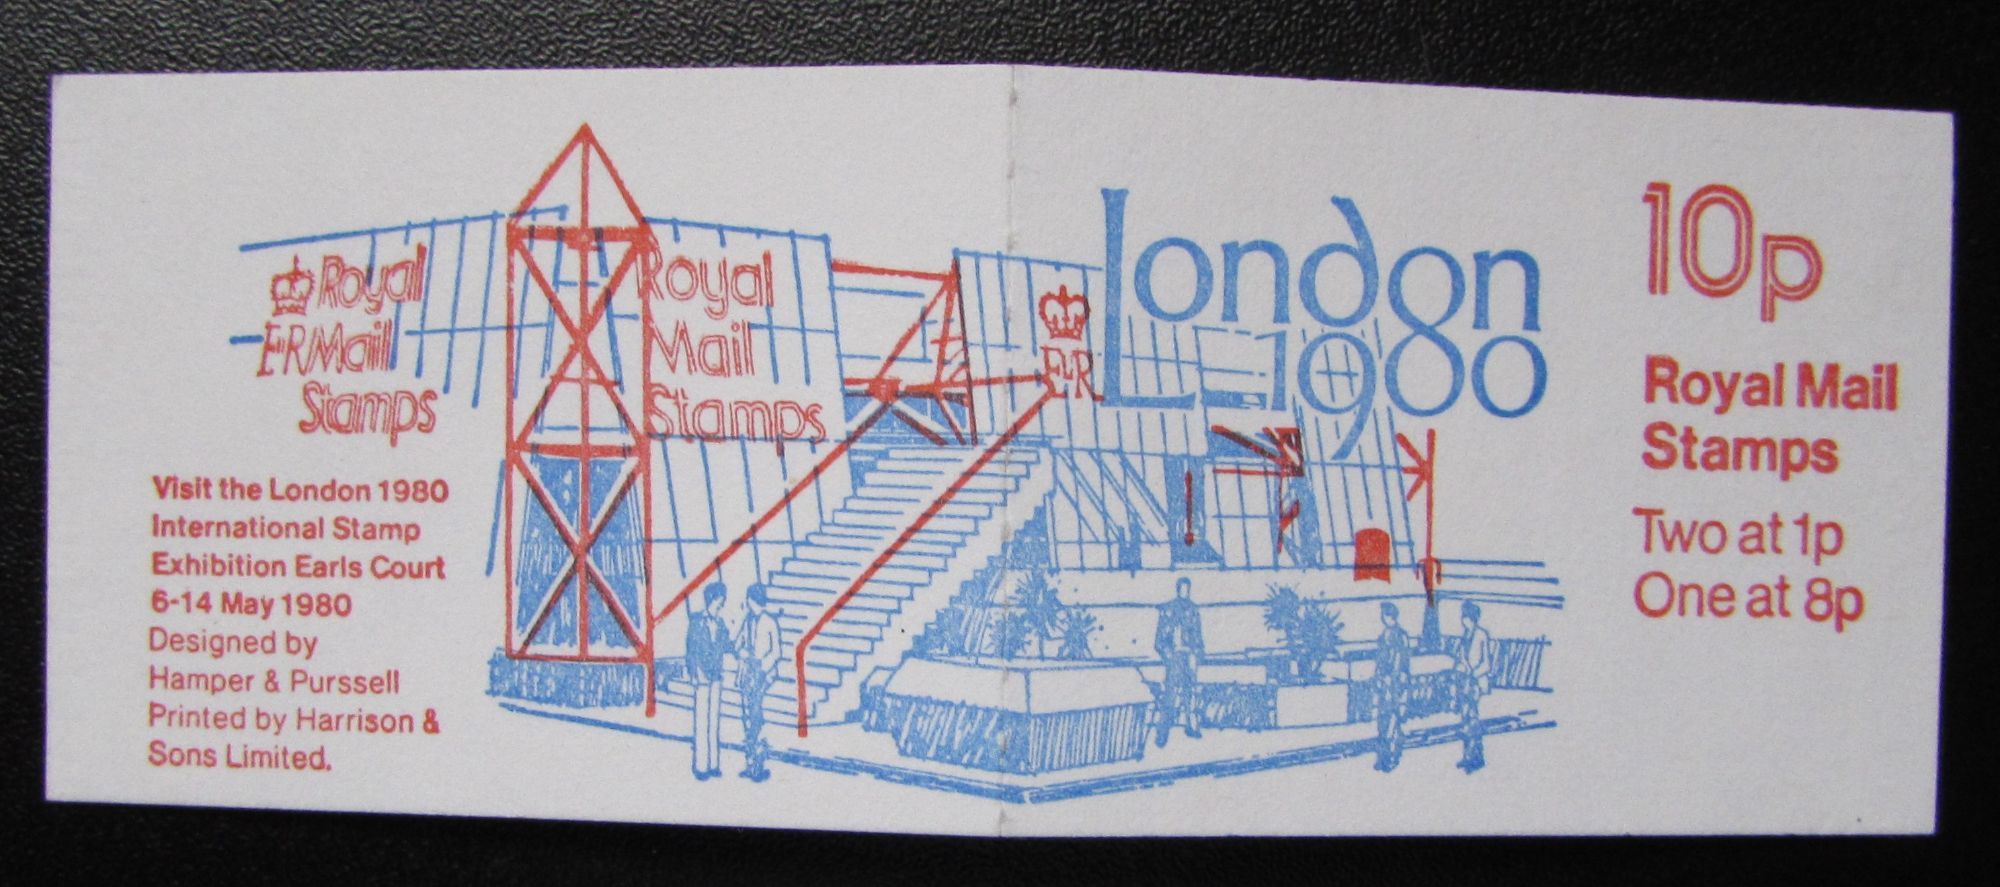 Royal
E II R Mail
Stamps
Royal
Mail
Stamps
Visit the London 1980
International Stamp
Exhibition Earls Court
6-14 May 1980
Designed by
Hamper & Purssell
Printed by Harrison &
Sons Limited.
E II R
London
1980
10p
Royal Mail
Stamps
Two at 1p
One at 8p